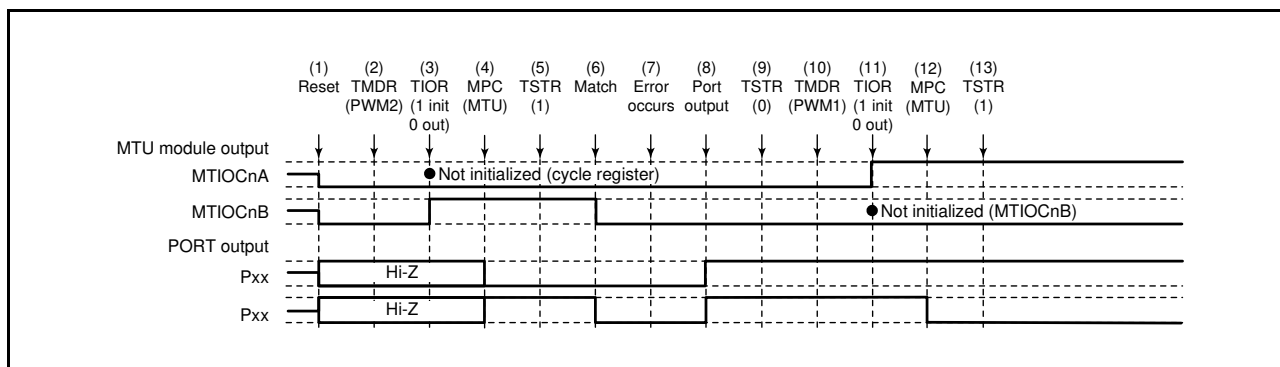 (1) (2) (3) (4) (5) (6) (7) (8) (9) (10) (11) (12) (13)
Reset TMDR TIOR MPC TSTR Match Error Port TSTR TMDR TIOR MPC TSTR
(PWM2) (1 init (MTU) (1) occurs output (0) (PWM1) (1 init (MTU) (1)
0 out) 0 out)
MTU module output
MTIOCnA Not initialized (cycle register)
MTIOCnB Not initialized (MTIOCnB)
PORT output
Pxx Hi-Z
Pxx Hi-Z